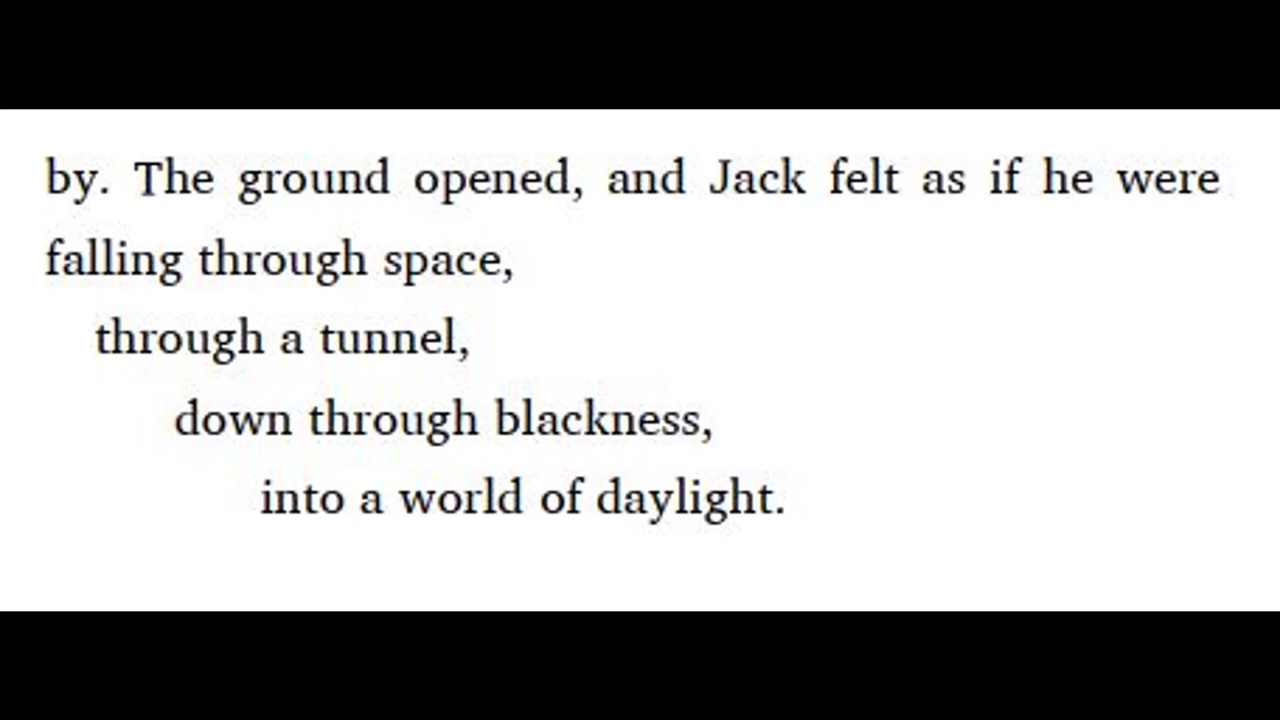 by. The ground opened, and Jack felt as if he were
falling through space,
through a tunnel,
down through blackness,
into a world of daylight.